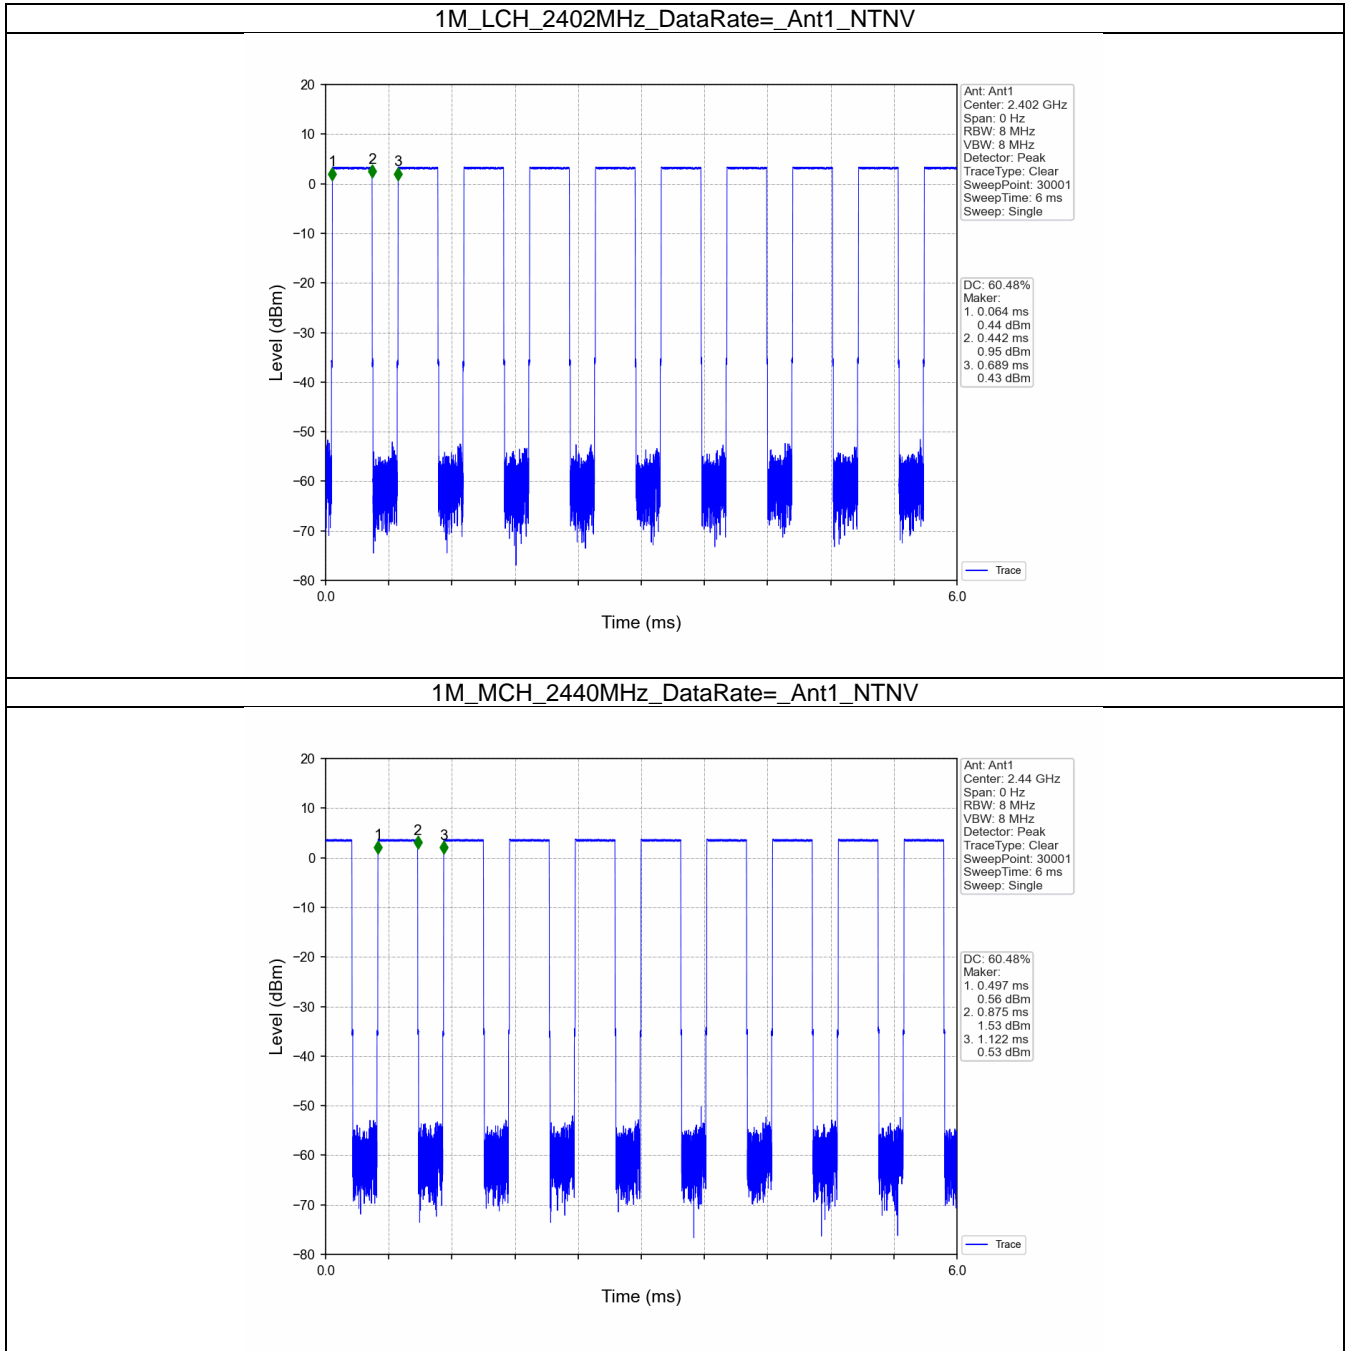 1M_LCH_2402MHz_DataRate=_Ant1_NTNV
20
10
0
−10
−20
−30
−40
−50
−60
−70
−80
Level (dBm)
1
2
3
0.0
6.0
Time (ms)
Ant: Ant1
Center: 2.402 GHz
Span: 0 Hz
RBW: 8 MHz
VBW: 8 MHz
Detector: Peak
TraceType: Clear
SweepPoint: 30001
SweepTime: 6 ms
Sweep: Single
DC: 60.48%
Maker:
1. 0.064 ms
0.44 dBm
2. 0.442 ms
0.95 dBm
3. 0.689 ms
0.43 dBm
Trace
1M_MCH_2440MHz_DataRate=_Ant1_NTNV
20
10
0
−10
−20
−30
−40
−50
−60
−70
−80
Level (dBm)
1
2
3
0.0
6.0
Time (ms)
Ant: Ant1
Center: 2.44 GHz
Span: 0 Hz
RBW: 8 MHz
VBW: 8 MHz
Detector: Peak
TraceType: Clear
SweepPoint: 30001
SweepTime: 6 ms
Sweep: Single
DC: 60.48%
Maker:
1. 0.497 ms
0.56 dBm
2. 0.875 ms
1.53 dBm
3. 1.122 ms
0.53 dBm
Trace